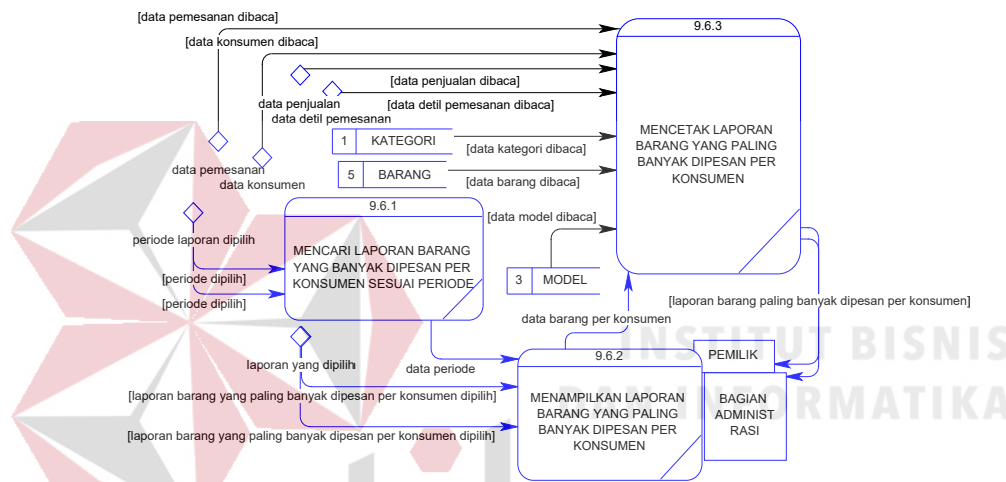 [data pemesanan dibaca]
9.6.3
[data konsumen dibaca]
[data penjualan dibaca]
data penjualan
[data detil pemesanan dibaca]
data detil pemesanan
1 KATEGORI
[data kategori dibaca]
MENCETAK LAPORAN
BARANG YANG PALING
BANYAK DIPESAN PER
KONSUMEN
data pemesanan
data konsumen
5 BARANG
[data barang dibaca]
9.6.1
[data model dibaca]
periode laporan dipilih
MENCARI LAPORAN BARANG
YANG BANYAK DIPESAN PER
KONSUMEN SESUAI PERIODE
[periode dipilih]
[periode dipilih]
3 MODEL
[laporan barang paling banyak dipesan per konsumen]
data barang per konsumen
INSTITUT BISNIS
DAN INFORMATIKA
laporan yang dipilih
data periode
9.6.2
PEMILIK
[laporan barang yang paling banyak dipesan per konsumen dipilih]
MENAMPILKAN LAPORAN
BARANG YANG PALING
BANYAK DIPESAN PER
KONSUMEN
BAGIAN
ADMINIST
RASI
[laporan barang yang paling banyak dipesan per konsumen dipilih]